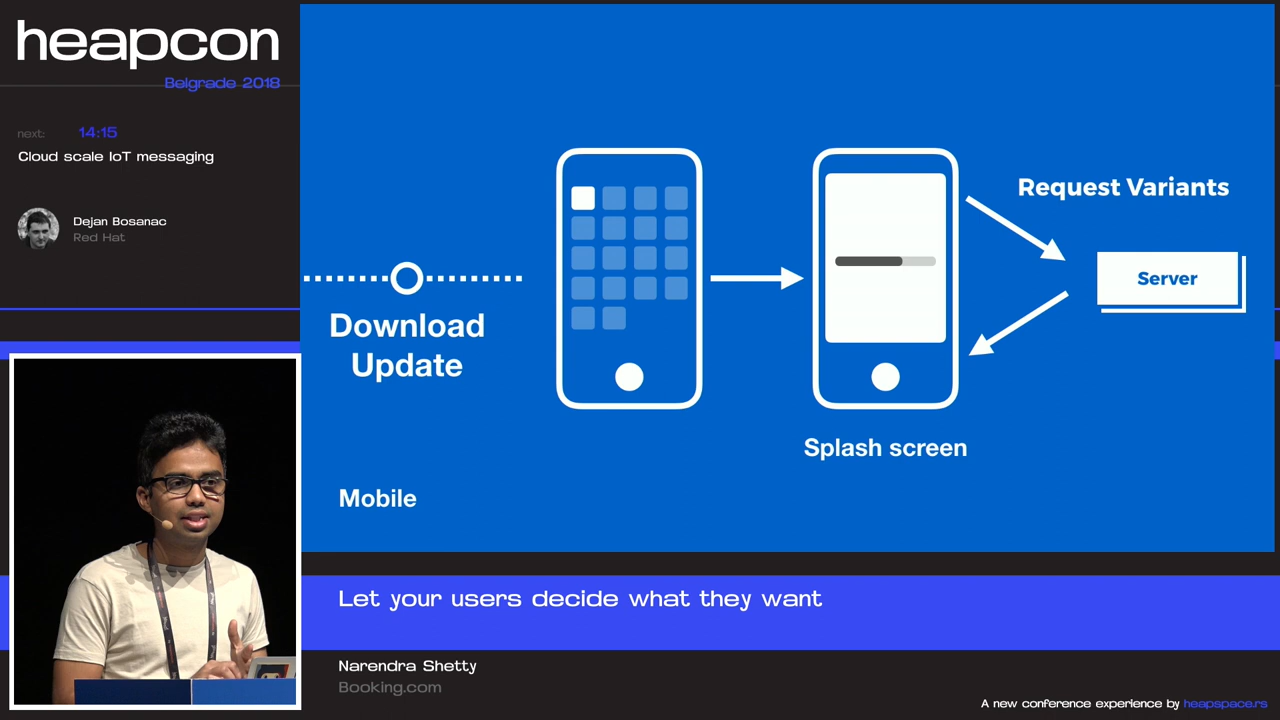 heapcon
Belgrade 2018
next: 14:15
Cloud scale IoT messaging
Dejan Bosanac
Red Hat
Download
Update
Request Variants
Server
Splash screen
Mobile
Let your users decide what they want
Narendra Shetty
Booking.com
A new conference experience by heapspace.rs